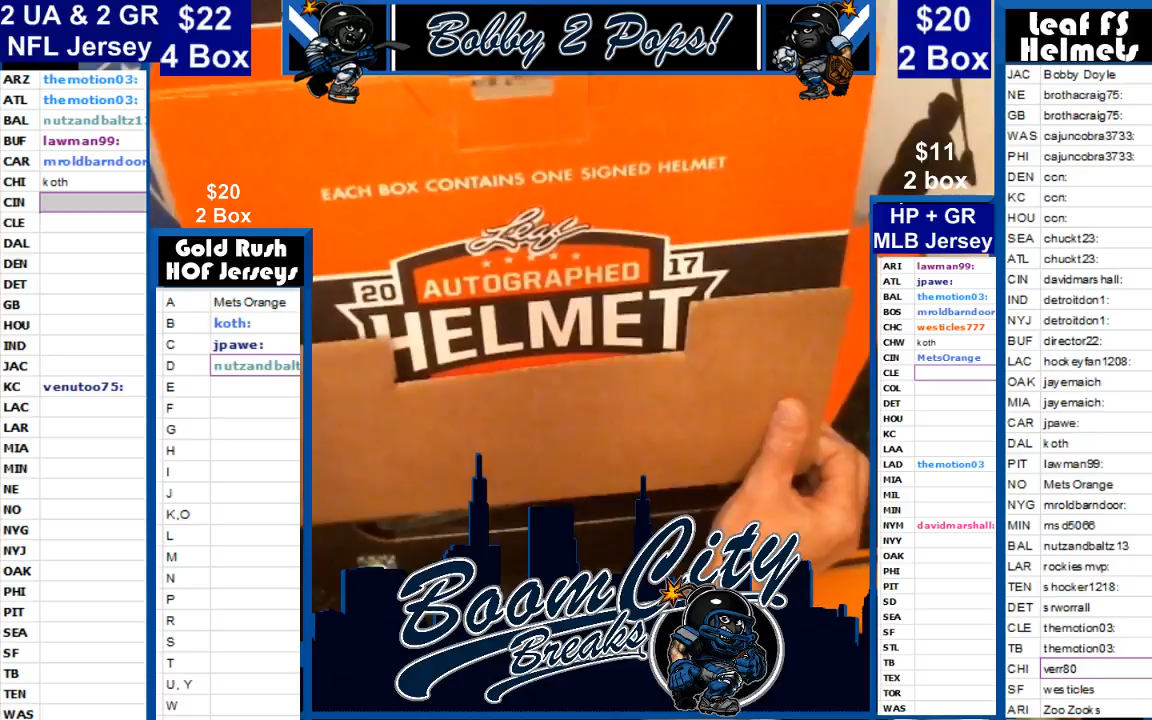 2 UA & 2 GR
NFL Jersey
$22
4 Box
Bobby 2 Pops!
$20
2 Box
Leaf FS
Helmets
ARZ themotion03:
ATL themotion03:
BAL nutzandbaltz1
BUF lawman99:
CAR mroldbarndoor
CHI koth
CIN
CLE
DAL
DEN
DET
GB
HOU
IND
JAC
KC venutoo75:
LAC
LAR
MIA
MIN
NE
NO
NYG
NYJ
OAK
PHI
PIT
SEA
SF
TB
TEN
WAS
$20
2 Box
Gold Rush
HOF Jerseys
A Mets Orange
B koth:
C jpawe:
D nutzandbalt
E
F
G
H
I
J
K,O
L
M
N
P
R
S
T
U,Y
W
EACH BOX CONTAINS ONE SIGNED HELMET
Leaf
20 AUTOGRAPHED 17
HELMET
BoomCity
Breaks
$11
2 box
HP + GR
MLB Jersey
ARI lawman99:
ATL jpawe:
BAL themotion03:
BOS mroldbarndoor
CHC westicles777
CHW koth
CIN MetsOrange
CLE
COL
DET
HOU
KC
LAA
LAD themotion03
MIA
MIL
MIN
NYM davidmarshall:
NYY
OAK
PHI
PIT
SD
SEA
SF
STL
TB
TEX
TOR
WAS
JAC Bobby Doyle
NE brothacraig75:
GB brothacraig75:
WAS cajuncobra3733:
PHI cajuncobra3733:
DEN ccn:
KC ccn:
HOU ccn:
SEA chuckt23:
ATL chuckt23:
CIN davidmarshall:
IND detroitdon1:
NYJ detroitdon1:
BUF director22:
LAC hockeyfan1208:
OAK jayemaich
MIA jayemaich:
CAR jpawe:
DAL koth
PIT lawman99:
NO Mets Orange
NYG mroldbarndoor:
MIN msd5066
BAL nutzandbaltz13
LAR rockies mvp:
TEN shocker1218:
DET srworrall
CLE themotion03:
TB themotion03:
CHI verr80
SF westicles
ARI Zoo Zooks